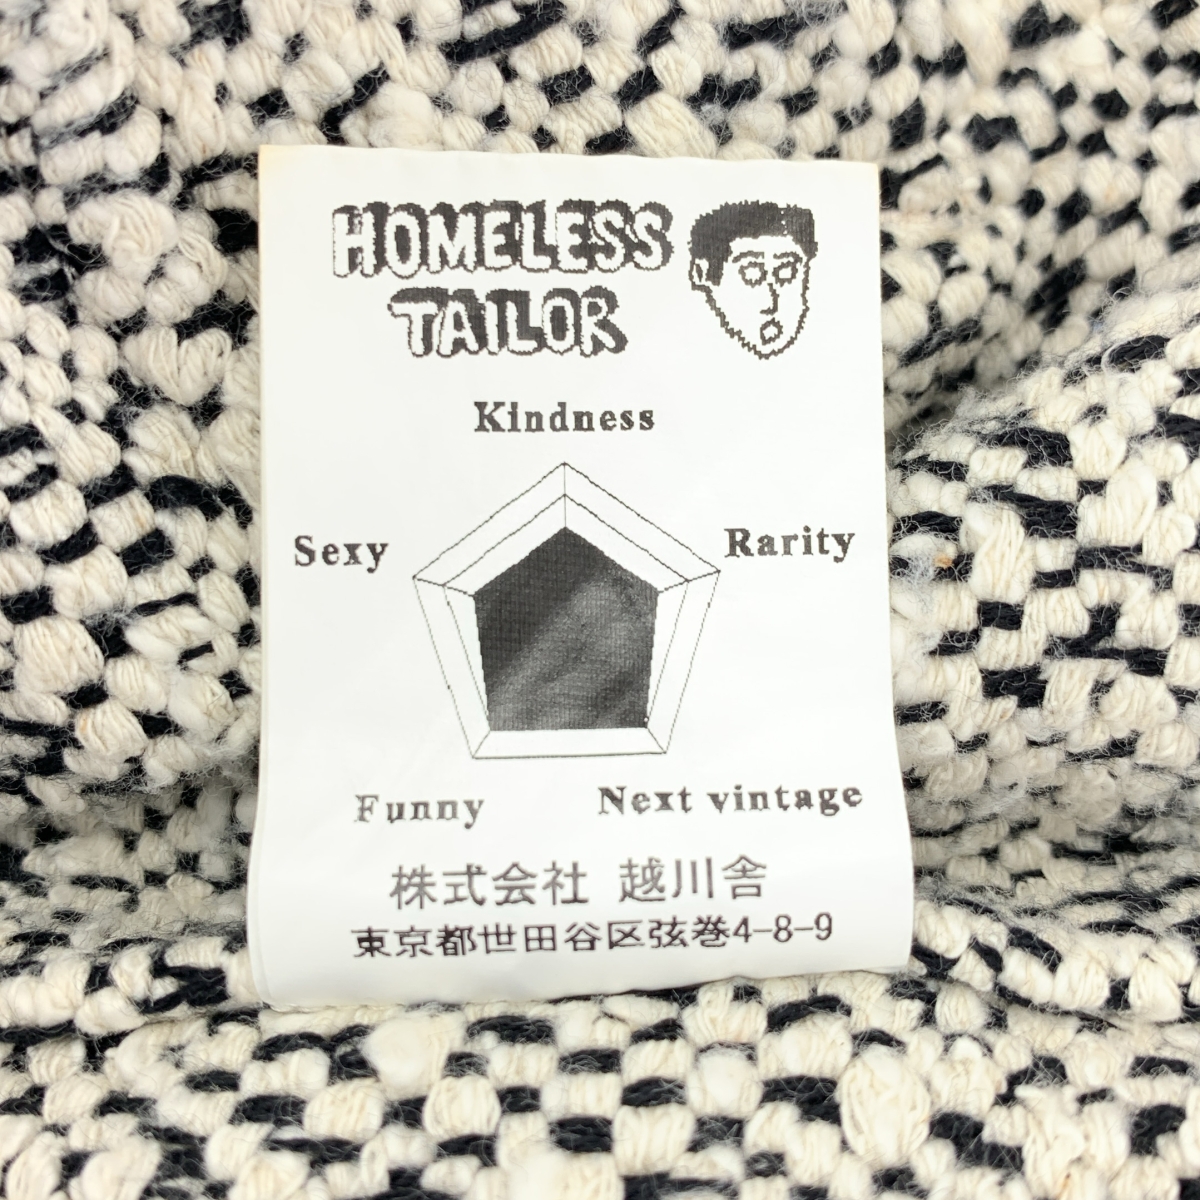 HOMELESS
TAILOR
Kindness
Sexy
Rarity
Funny
Next vintage
株式会社 越川舎
東京都世田谷区弦巻4-8-9